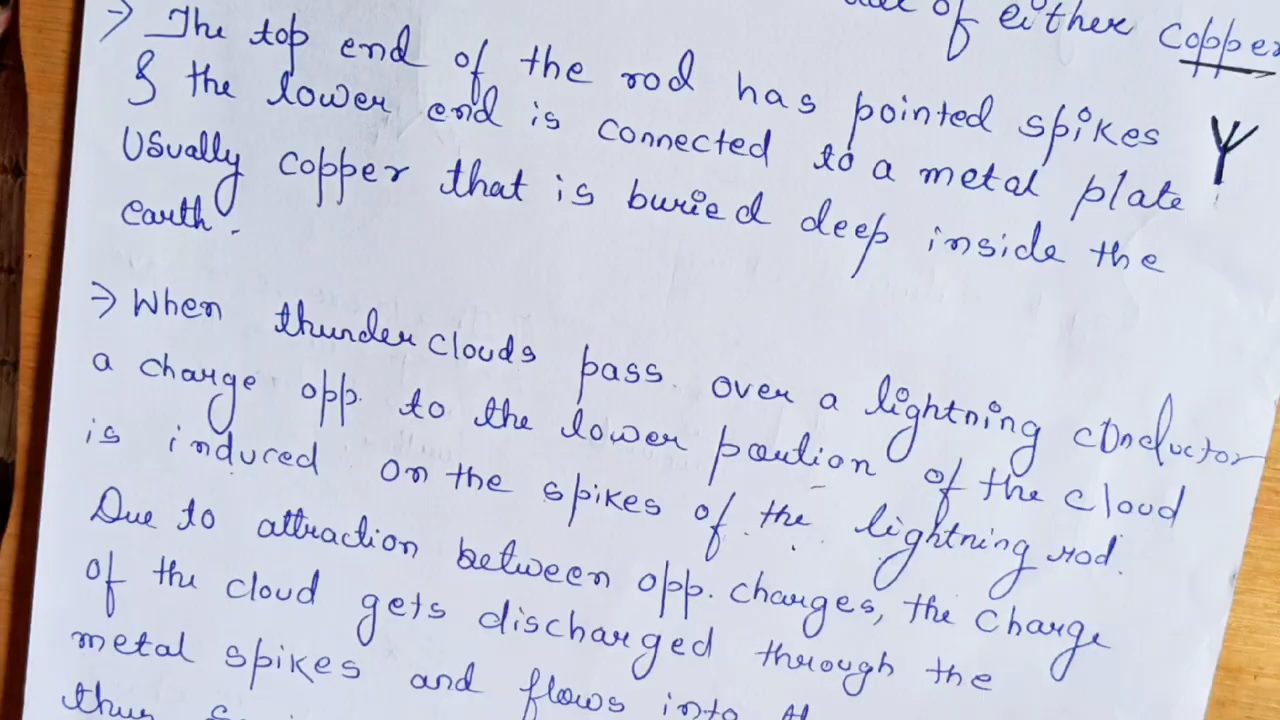 of either copper
→ The top end of the rod has pointed spikes
& the lower end is connected to a metal plate
Usually copper that is buried deep inside the
earth.
→ When thunder clouds pass over a lightning conductor
a charge opp. to the lower portion of the cloud
is induced on the spikes of the lightning rod.
Due to attraction between opp. charges, the charge
of the cloud gets discharged through the
metal spikes and flows into
thus